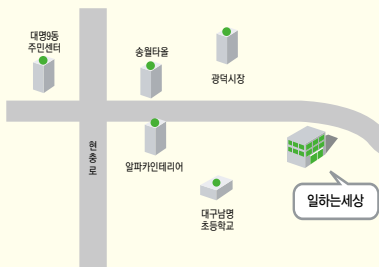 대명9동
주민센터
송월타올
광덕시장
현충로
알파카인테리어
대구남명
초등학교
일하는세상